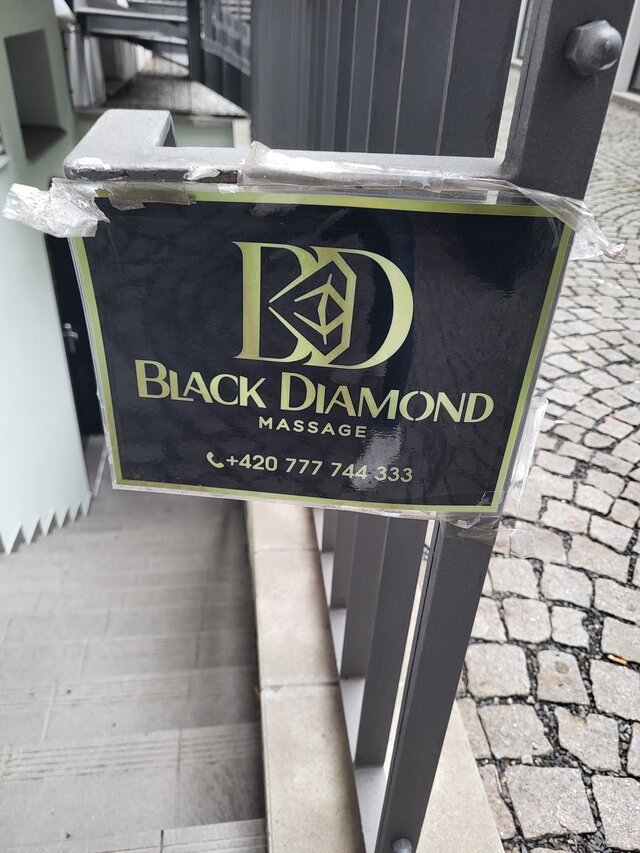 BD
BLACK DIAMOND
MASSAGE
+420 777 744 333